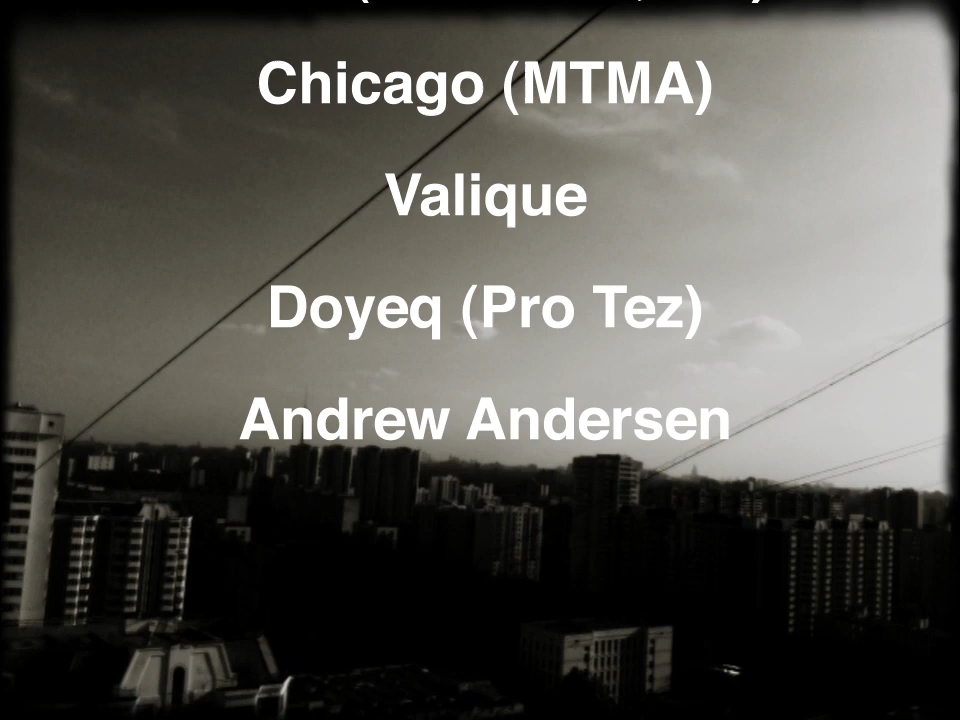 Chicago (MTMA)
Valique
Doyeq (Pro Tez)
Andrew Andersen